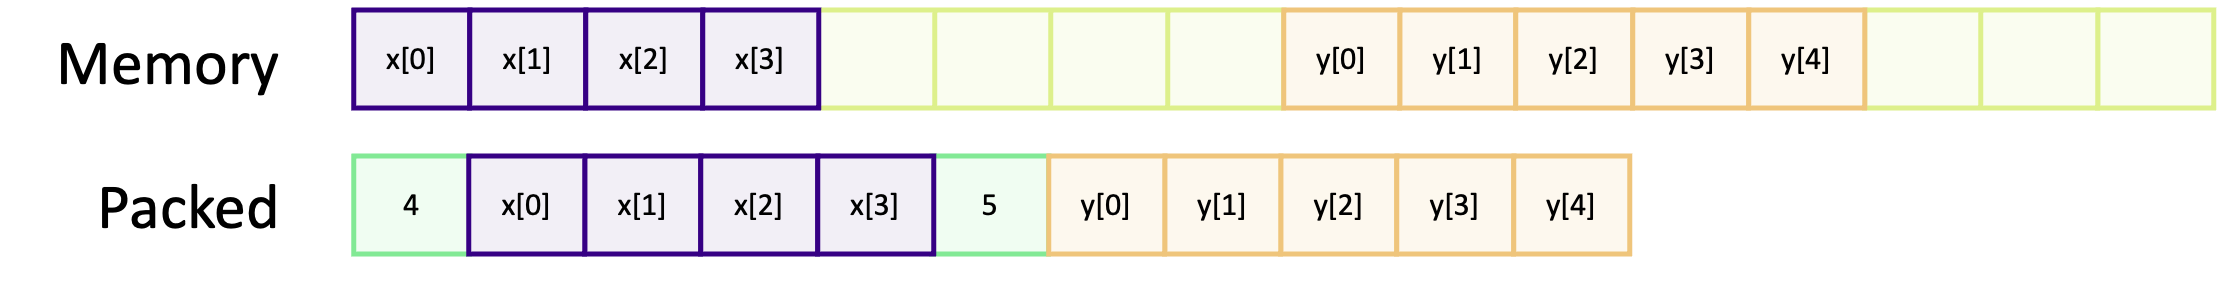 Memory x[0] x[1] x[2] x[3] y[0] y[1] y[2] y[3] y[4]
Packed 4 x[0] x[1] x[2] x[3] 5 y[0] y[1] y[2] y[3] y[4]